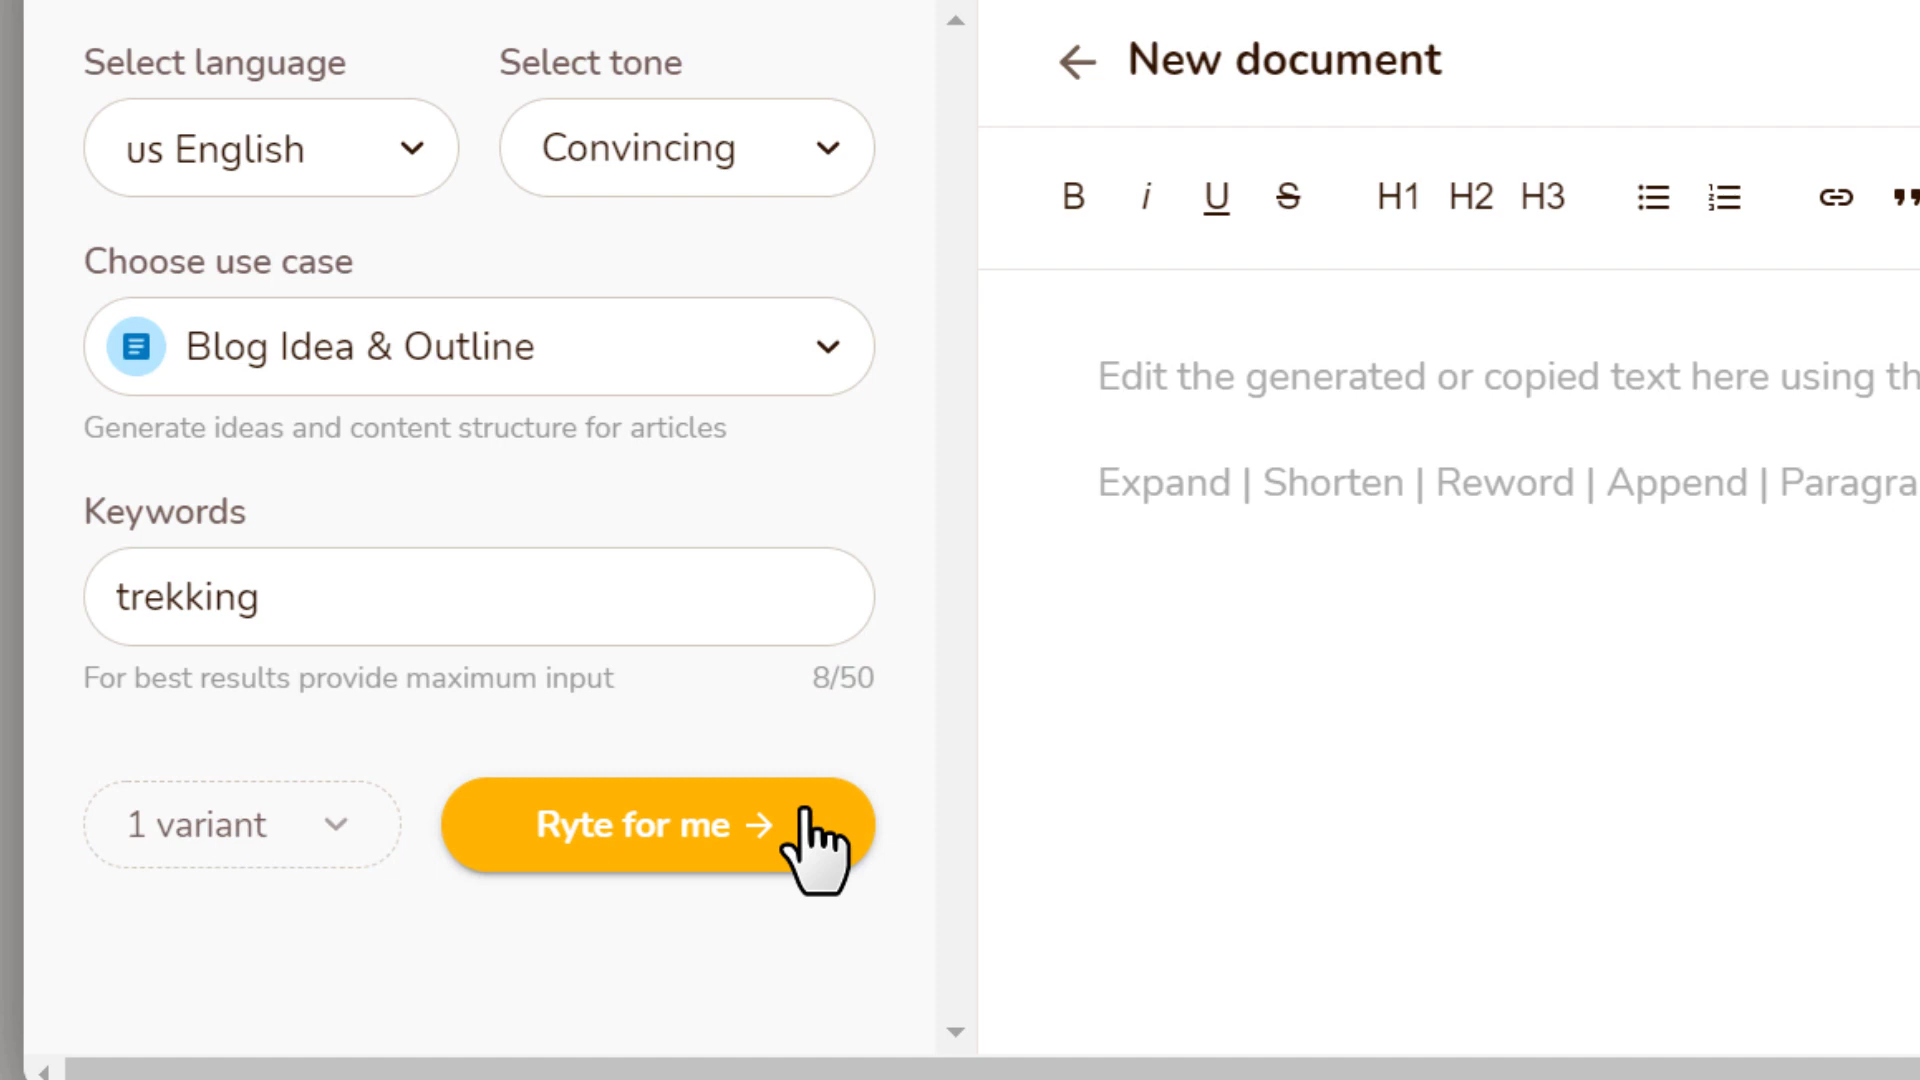 Select language
Select tone
us English
Convincing
Choose use case
Blog Idea & Outline
Generate ideas and content structure for articles
Keywords
trekking
For best results provide maximum input
8/50
1 variant
Ryte for me →
← New document
B i U S H1 H2 H3
Edit the generated or copied text here using th
Expand | Shorten | Reword | Append | Paragra